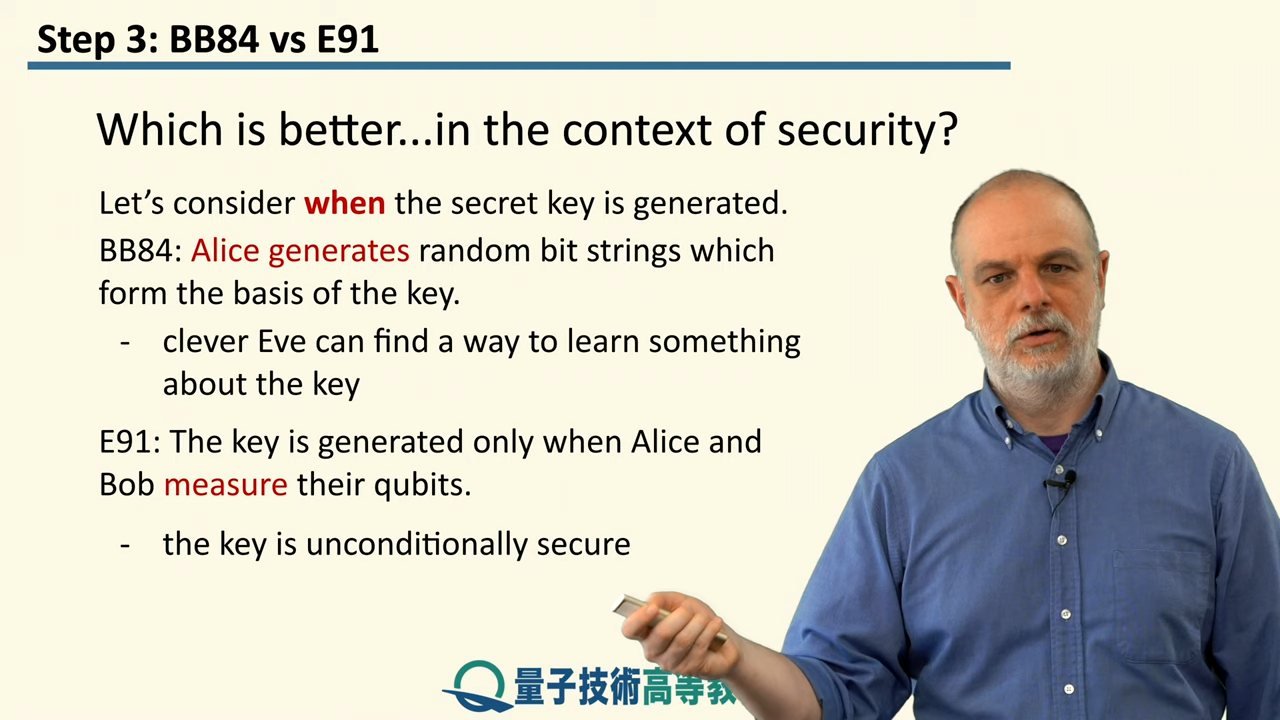 Step 3: BB84 vs E91
Which is better...in the context of security?
Let's consider when the secret key is generated.
BB84: Alice generates random bit strings which
form the basis of the key.
- clever Eve can find a way to learn something
about the key
E91: The key is generated only when Alice and
Bob measure their qubits.
- the key is unconditionally secure
量子技術高等教